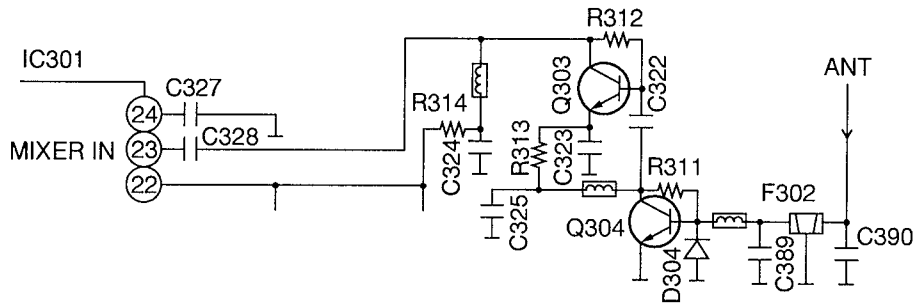 R312
IC301
C327
Q303
C322
ANT
24
R314
C328
MIXER IN
23
C324
R313
C323
R311
F302
22
C325
Q304
D304
C389
C390